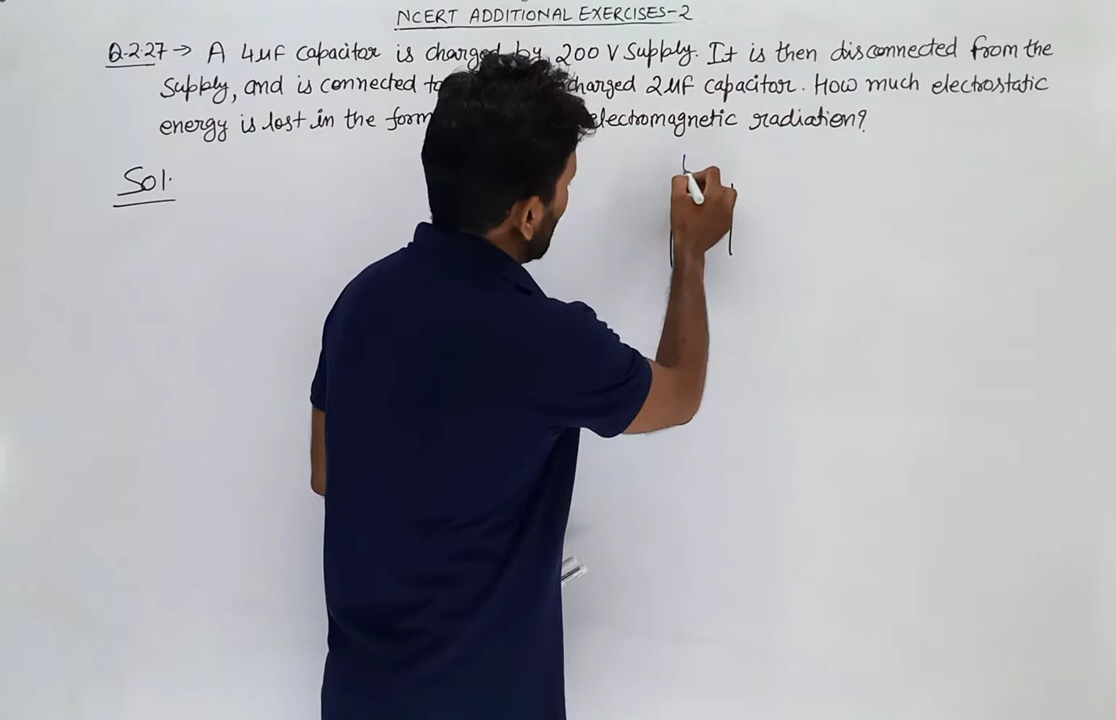 NCERT ADDITIONAL EXERCISES-2
Q.2.27 → A 4μF capacitor is charged by 200 V supply. It is then disconnected from the
supply, and is connected to charged 2μF capacitor. How much electrostatic
energy is lost in the form electromagnetic radiation?
Sol.